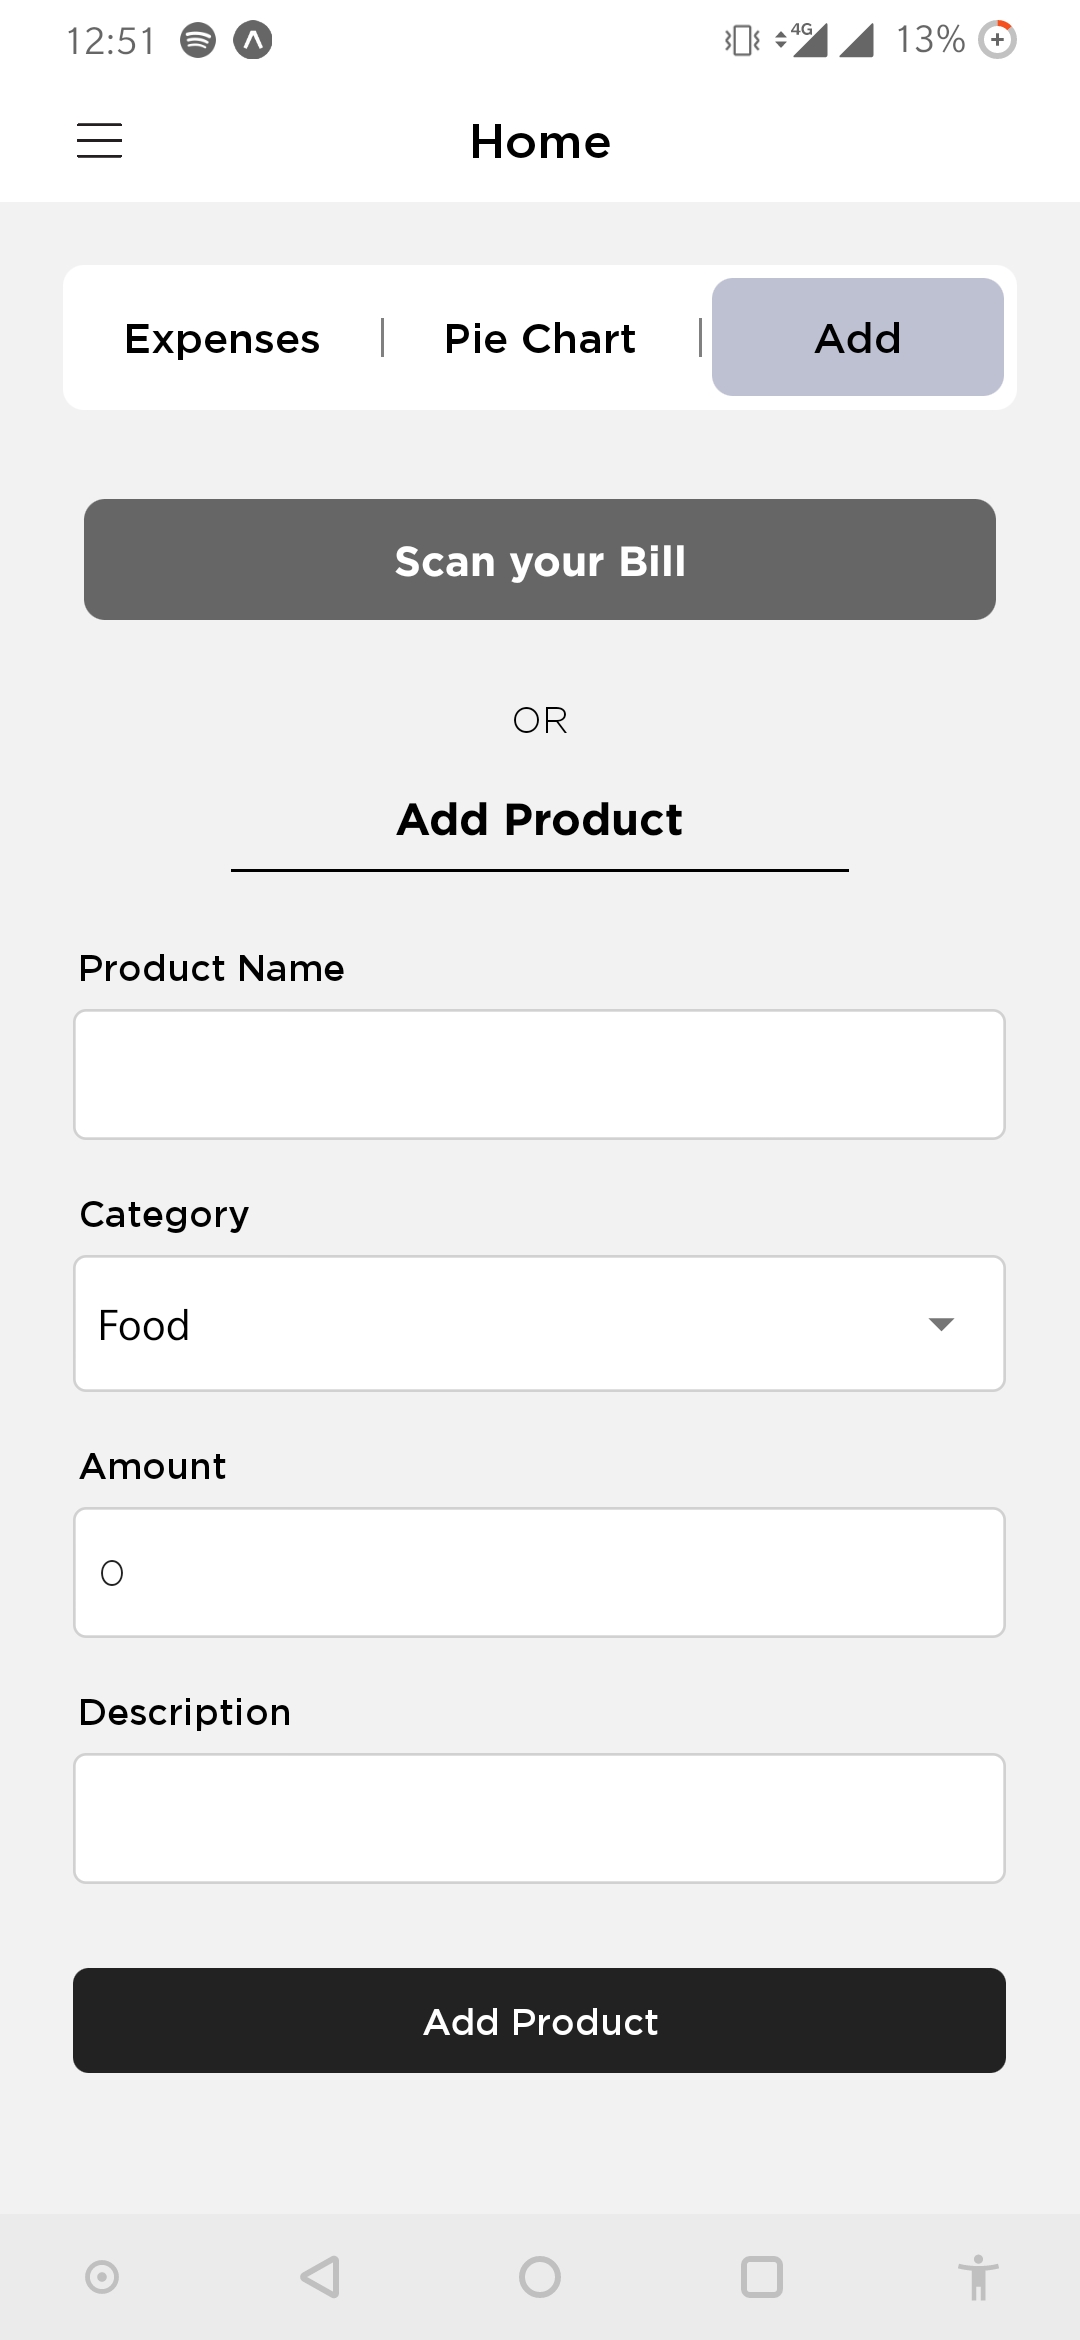 12:51 4G 13%
Home
Expenses Pie Chart Add
Scan your Bill
OR
Add Product
Product Name
Category
Food
Amount
0
Description
Add Product